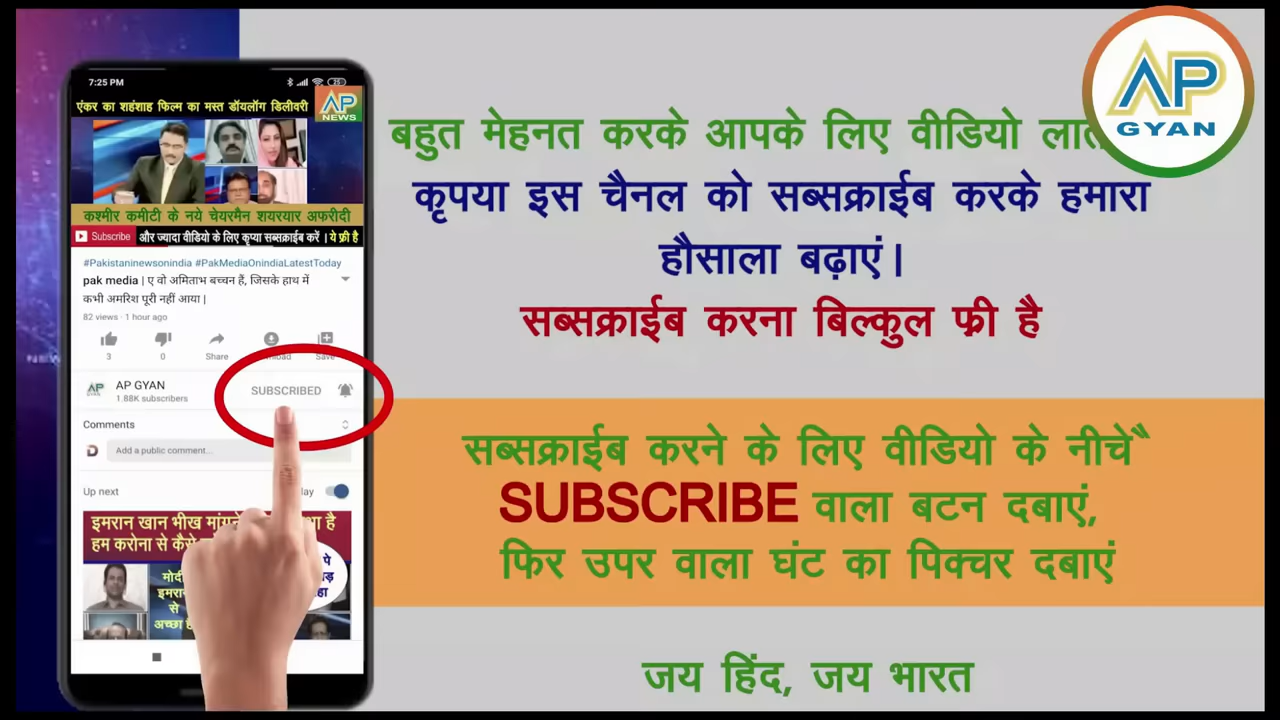 7:25 PM
एंकर का शहंशाह फिल्म का मस्त डॉयलॉग डिलीवरी
AP
NEWS
कश्मीर कमीटी के नये चेयरमैन शयरयार अफरीदी
Subscribe और ज्यादा वीडियो के लिए कृप्या सब्सक्राईब करें । ये फ्री है
#Pakistaninewsonindia #PakMediaOnindiaLatestToday
pak media | ए वो अमिताभ बच्चन हैं, जिसके हाथ में
कभी अमरिश पूरी नहीं आया |
82 views · 1 hour ago
3 0 Share Save
AP GYAN
AP GYAN
1.88K subscribers
SUBSCRIBED
Comments
D
Add a public comment...
Up next
इमरान खान भीख है
हम करोना से
मोदी
से
अच्छा
AP
GYAN
बहुत मेहनत करके आपके लिए वीडियो
कृपया इस चैनल को सब्सक्राईब करके हमारा
हौसाला बढ़ाएं।
सब्सक्राईब करना बिल्कुल फ्री है
सब्सक्राईब करने के लिए वीडियो के नीचेै
SUBSCRIBE वाला बटन दबाएं,
फिर उपर वाला घंट का पिक्चर दबाएं
जय हिंद, जय भारत